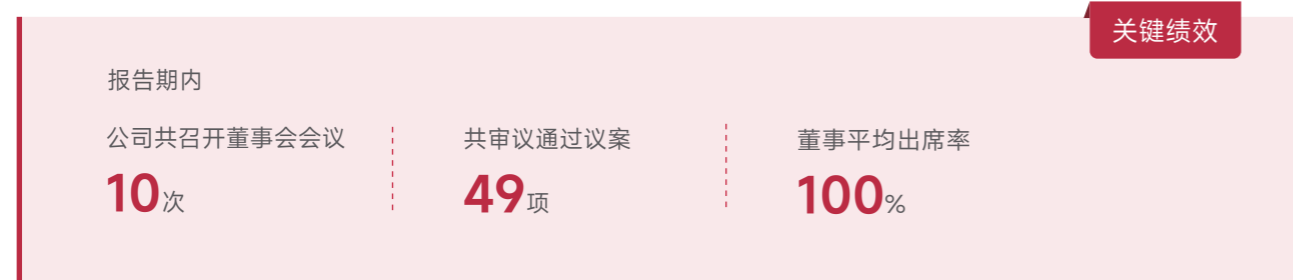 关键绩效
报告期内
公司共召开董事会会议
10次
共审议通过议案
49项
董事平均出席率
100%